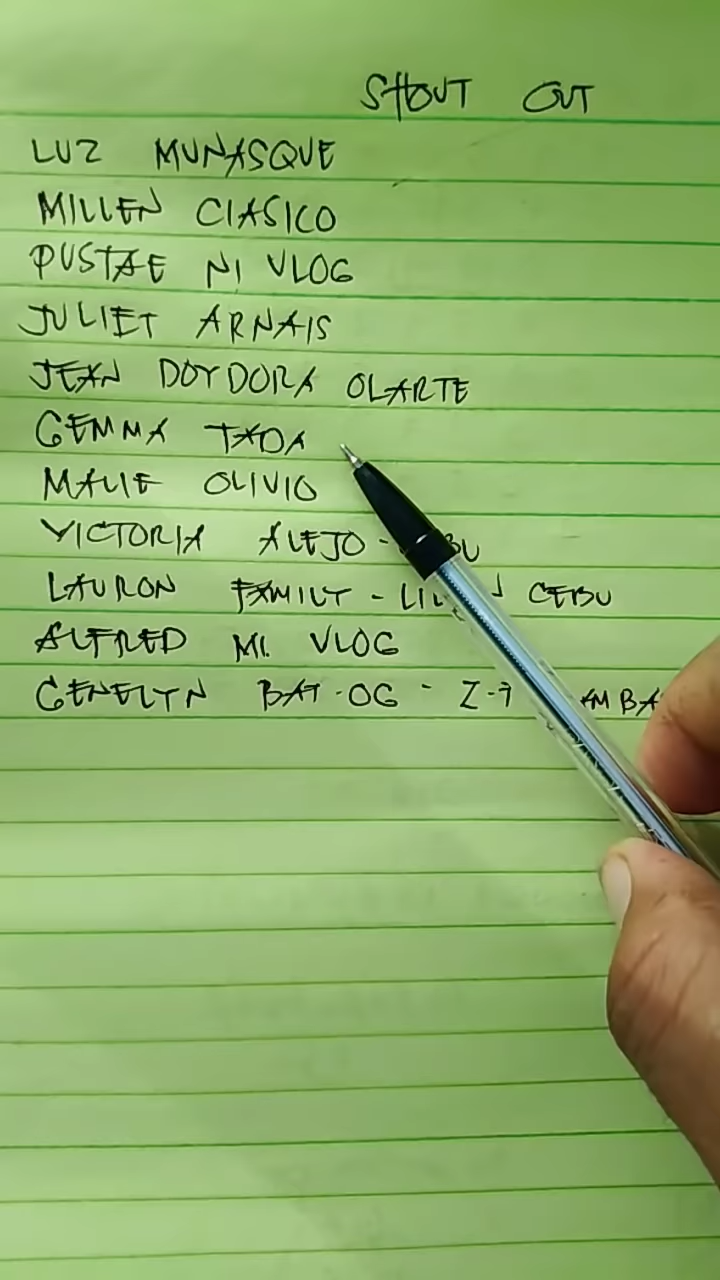 SHOUT OUT
LUZ MUNASQUE
MILLEN CIASICO
PUSTAE NI VLOG
JULIET ARNAIS
JEAN DOYDORA OLARTE
GEMMA TADA
MALIE OLIVIO
VICTORIA ALEJO -
LAURON FAMILY - CEBU
ALFRED MI. VLOG
GENELYN BAT-OG -